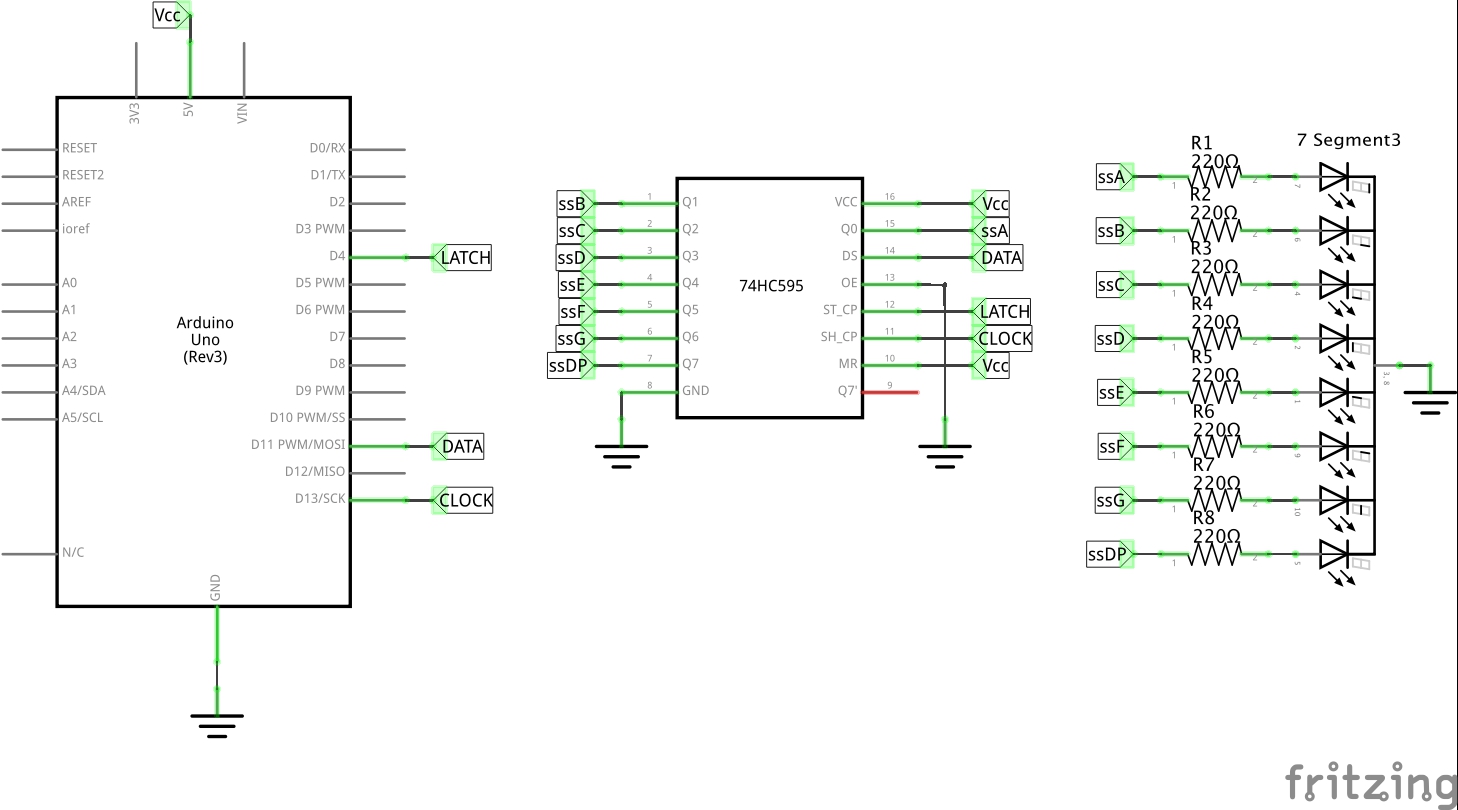 Vcc
3V3
5V
VIN
RESET
RESET2
AREF
ioref
A0
A1
A2
A3
A4/SDA
A5/SCL
N/C
Arduino
Uno
(Rev3)
D0/RX
D1/TX
D2
D3 PWM
D4
D5 PWM
D6 PWM
D7
D8
D9 PWM
D10 PWM/SS
D11 PWM/MOSI
D12/MISO
D13/SCK
GND
LATCH
DATA
CLOCK
ssB 1 Q1
ssC 2 Q2
ssD 3 Q3
ssE 4 Q4
ssF 5 Q5
ssG 6 Q6
ssDP 7 Q7
8 GND
74HC595
VCC 16 Vcc
Q0 15 ssA
DS 14 DATA
OE 13
ST_CP 12 LATCH
SH_CP 11 CLOCK
MR 10 Vcc
Q7' 9
7 Segment3
R1
220Ω
ssA 1 2 7
R2
220Ω
ssB 1 2 6
R3
220Ω
ssC 1 2 4
R4
220Ω
ssD 1 2 2
R5
220Ω
ssE 1 2 1
R6
220Ω
ssF 1 2 9
R7
220Ω
ssG 1 2 10
R8
220Ω
ssDP 1 2 5
3, 8
fritzing